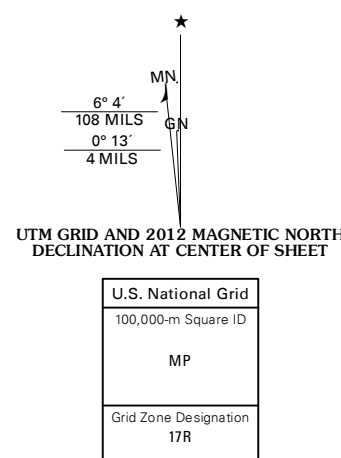 MN.
6° 4´
108 MILS
GN
0° 13´
4 MILS
UTM GRID AND 2012 MAGNETIC NORTH
DECLINATION AT CENTER OF SHEET
U.S. National Grid
100,000-m Square ID
MP
Grid Zone Designation
17R